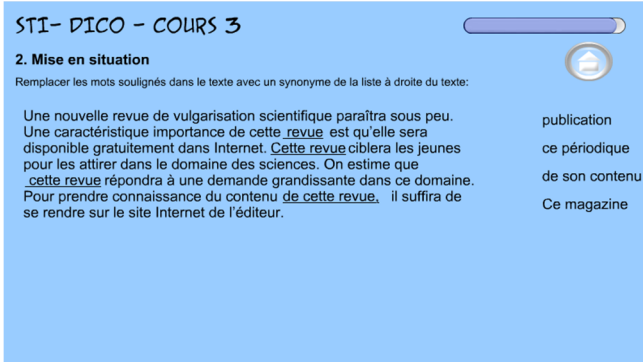 STI- DICO - COURS 3
2. Mise en situation
Remplacer les mots soulignés dans le texte avec un synonyme de la liste à droite du texte:
Une nouvelle revue de vulgarisation scientifique paraîtra sous peu.
Une caractéristique importance de cette revue est qu'elle sera
disponible gratuitement dans Internet. Cette revue ciblera les jeunes
pour les attirer dans le domaine des sciences. On estime que
cette revue répondra à une demande grandissante dans ce domaine.
Pour prendre connaissance du contenu de cette revue, il suffira de
se rendre sur le site Internet de l'éditeur.
publication
ce périodique
de son contenu
Ce magazine